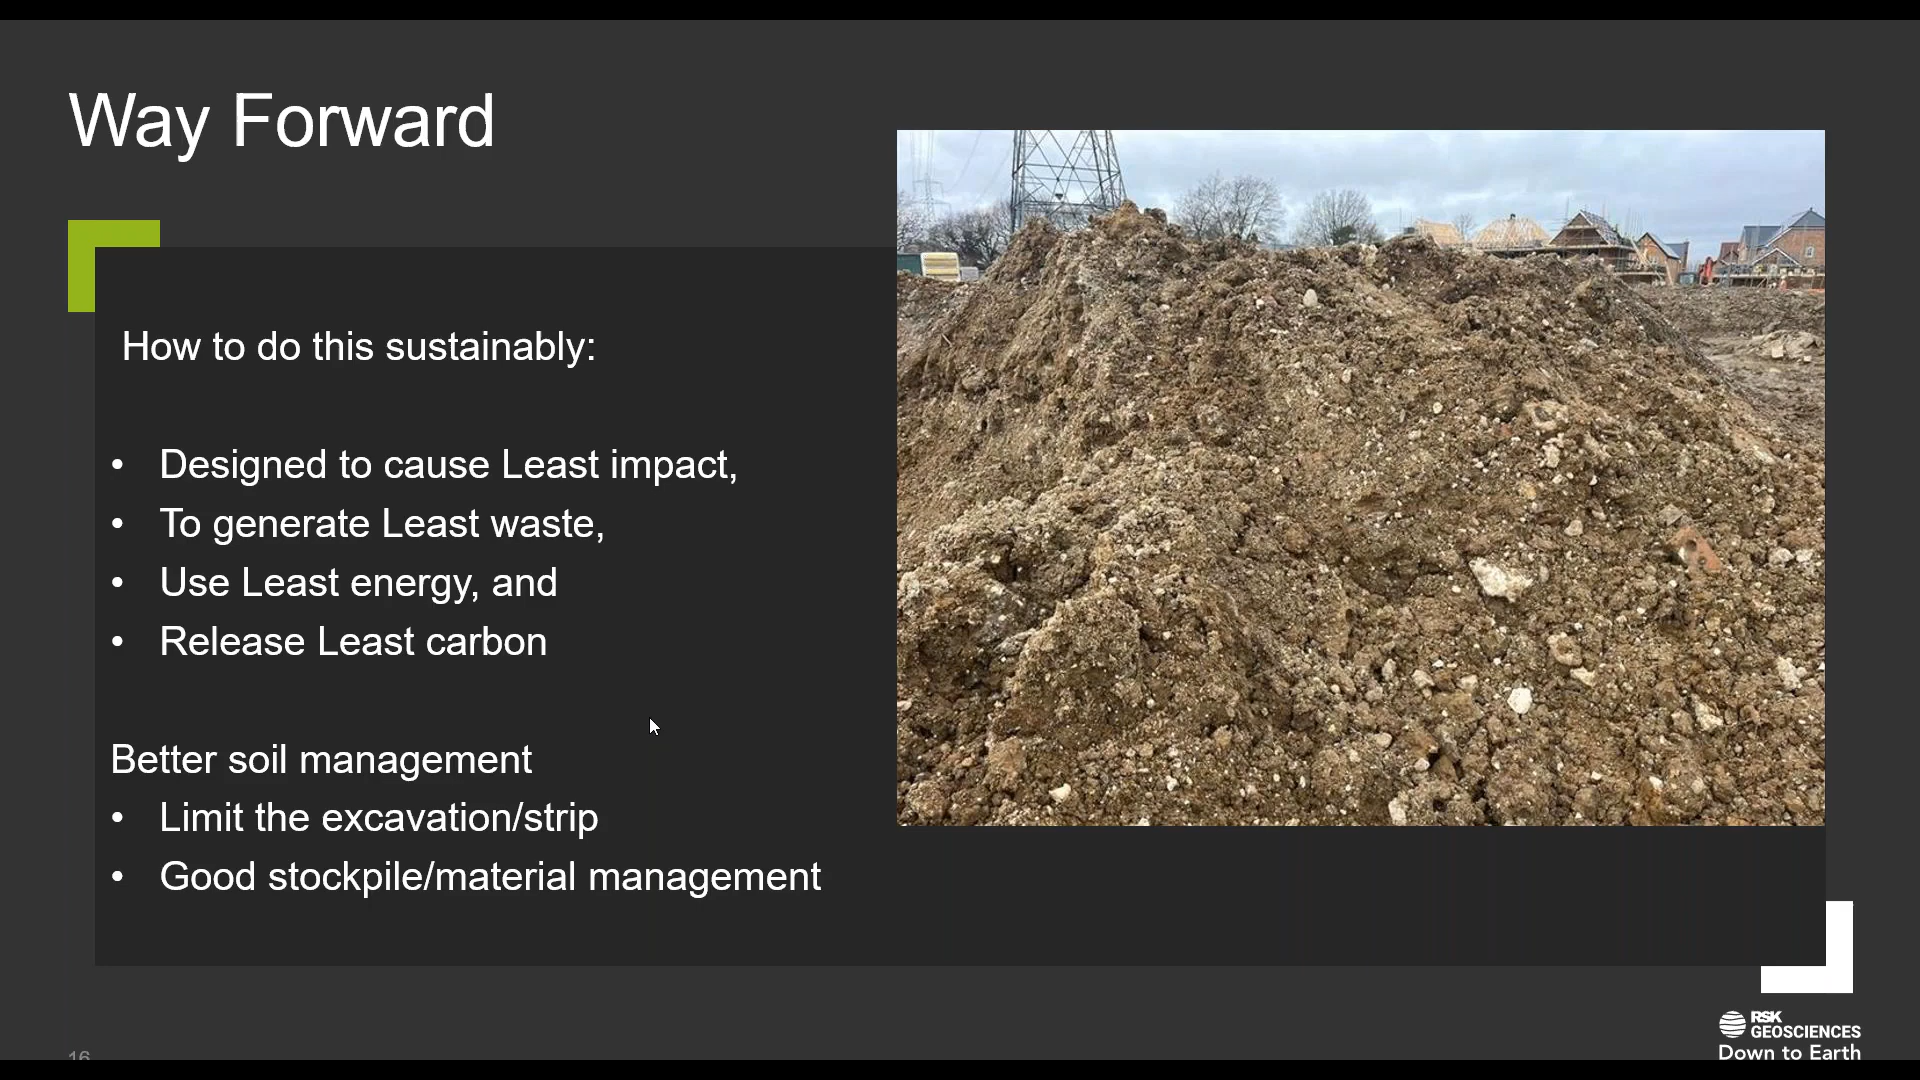 Way Forward
How to do this sustainably:
• Designed to cause Least impact,
• To generate Least waste,
• Use Least energy, and
• Release Least carbon
Better soil management
• Limit the excavation/strip
• Good stockpile/material management
16
RSK
GEOSCIENCES
Down to Earth